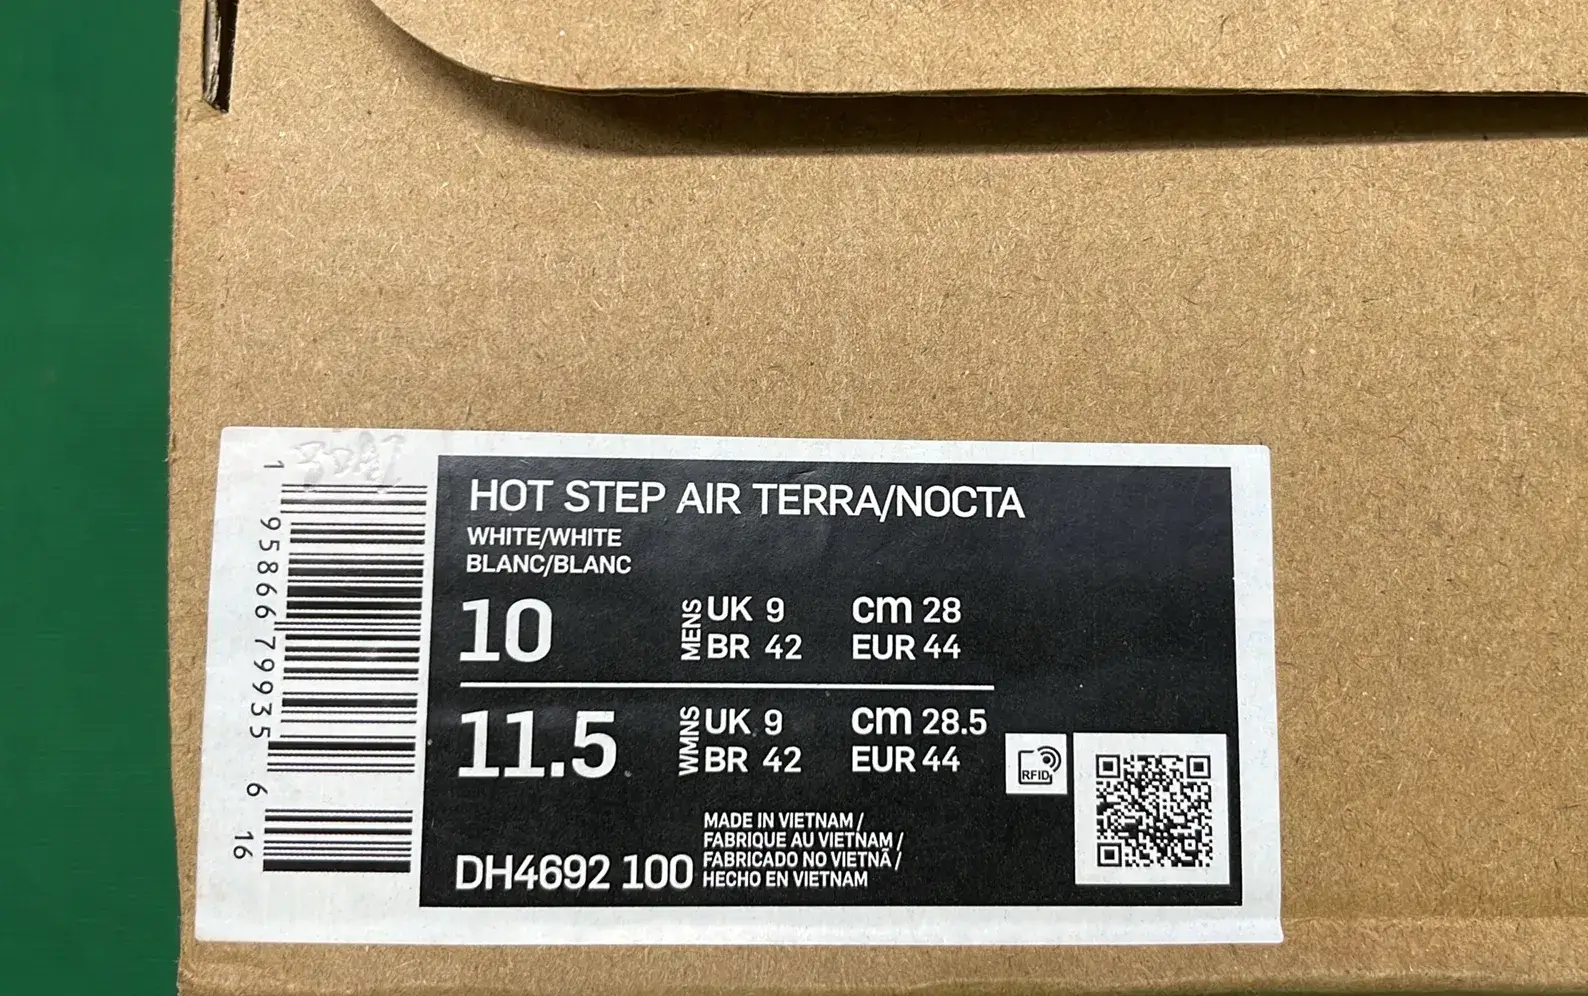 HOT STEP AIR TERRA/NOCTA
WHITE/WHITE
BLANC/BLANC
10
MENS
UK 9
cm 28
BR 42
EUR 44
11.5
WMNS
UK 9
cm 28.5
BR 42
EUR 44
RFID
DH4692 100
MADE IN VIETNAM /
FABRIQUE AU VIETNAM /
FABRICADO NO VIETNÃ /
HECHO EN VIETNAM
1 95866 79935 6 16